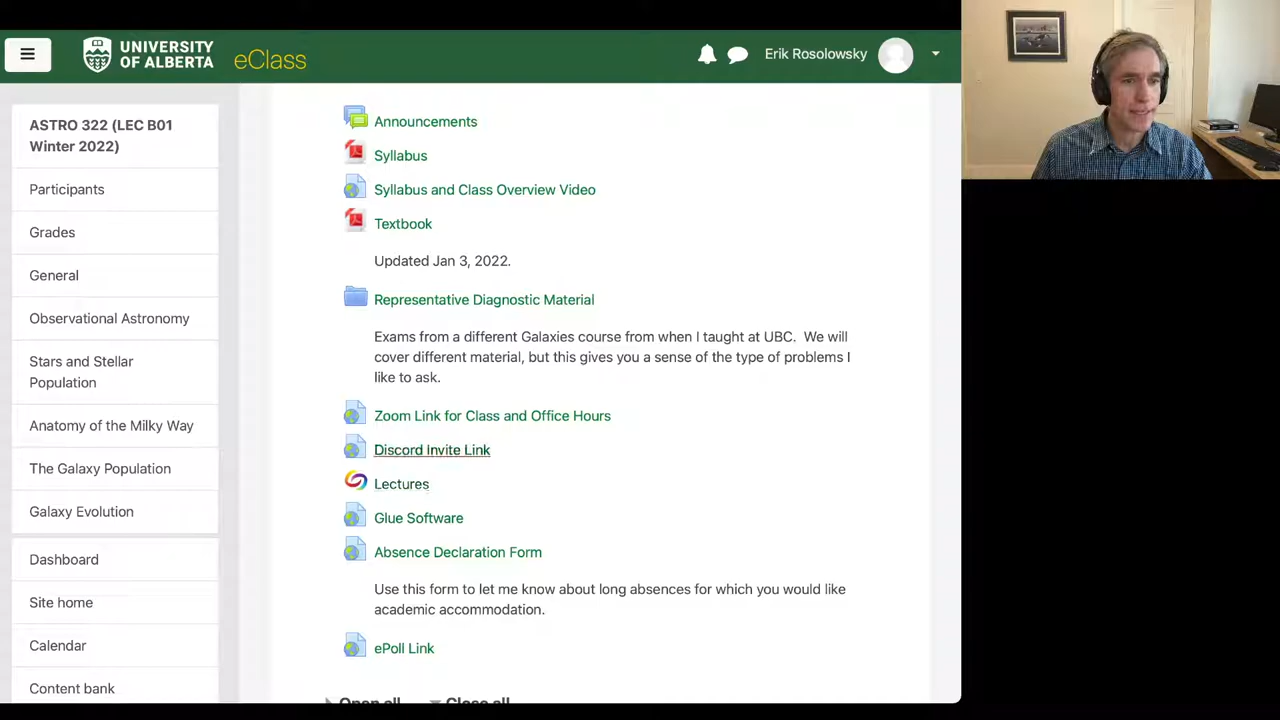 UNIVERSITY
OF ALBERTA
eClass
Erik Rosolowsky
ASTRO 322 (LEC B01
Winter 2022)
Participants
Grades
General
Observational Astronomy
Stars and Stellar
Population
Anatomy of the Milky Way
The Galaxy Population
Galaxy Evolution
Dashboard
Site home
Calendar
Content bank
Announcements
Syllabus
Syllabus and Class Overview Video
Textbook
Updated Jan 3, 2022.
Representative Diagnostic Material
Exams from a different Galaxies course from when I taught at UBC. We will
cover different material, but this gives you a sense of the type of problems I
like to ask.
Zoom Link for Class and Office Hours
Discord Invite Link
Lectures
Glue Software
Absence Declaration Form
Use this form to let me know about long absences for which you would like
academic accommodation.
ePoll Link
Open all
Close all